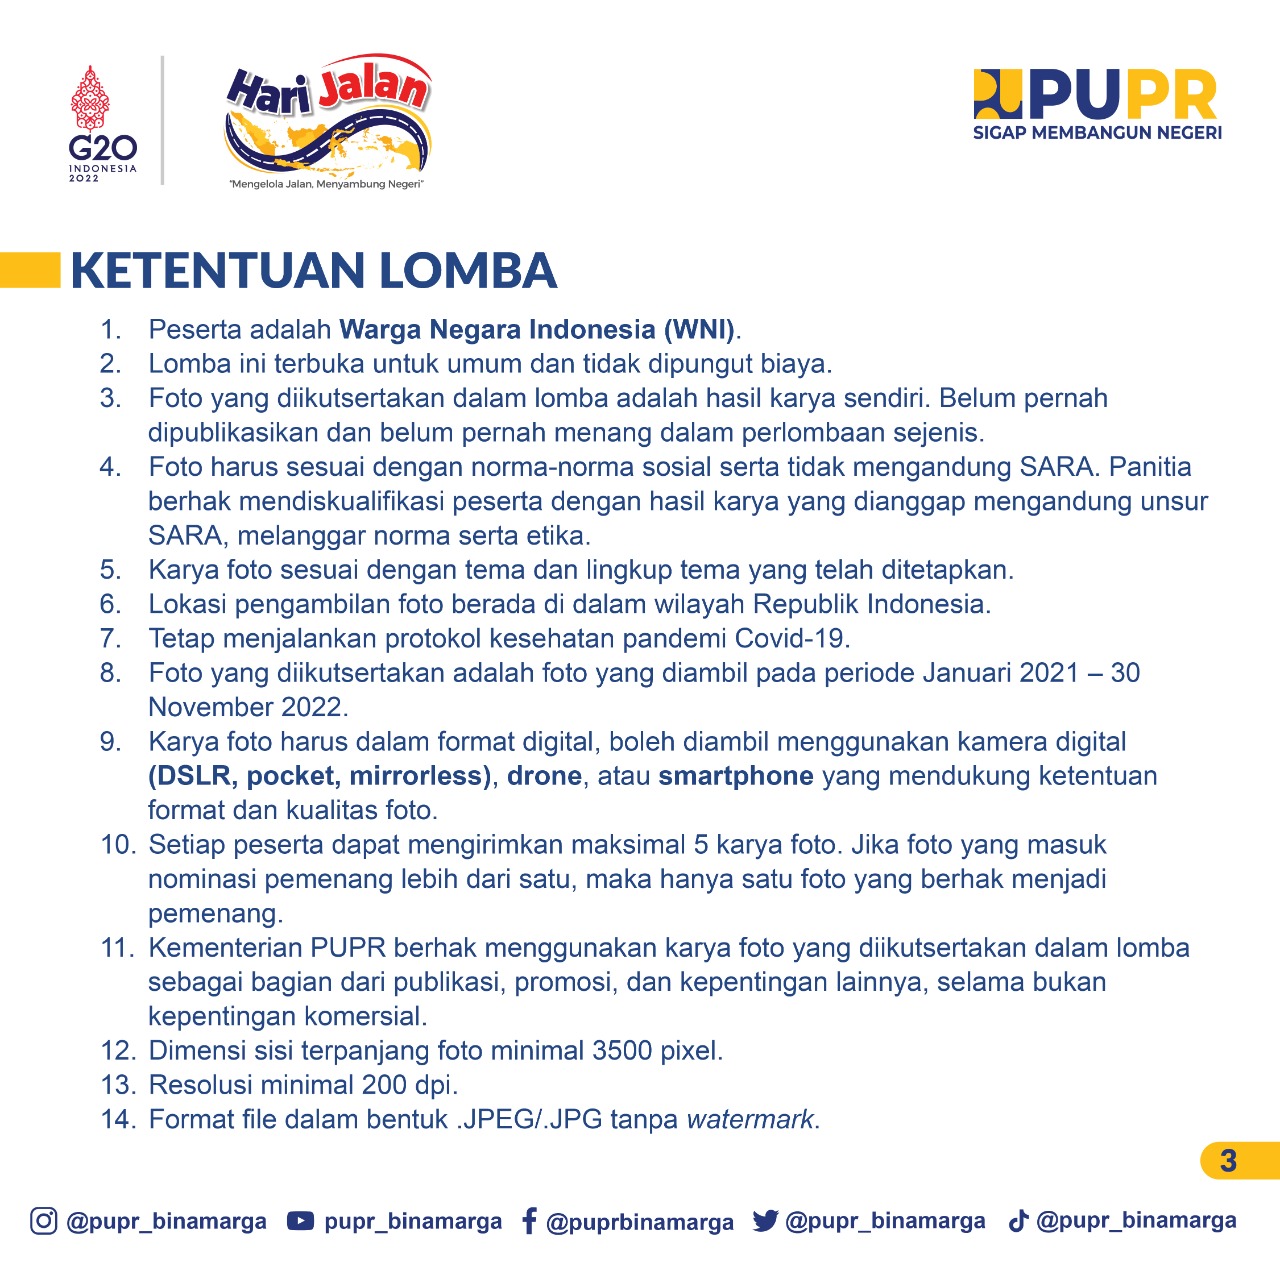 G20
INDONESIA
2022
Hari Jalan
"Mengelola Jalan, Menyambung Negeri"
PUPR
SIGAP MEMBANGUN NEGERI
KETENTUAN LOMBA
1. Peserta adalah Warga Negara Indonesia (WNI).
2. Lomba ini terbuka untuk umum dan tidak dipungut biaya.
3. Foto yang diikutsertakan dalam lomba adalah hasil karya sendiri. Belum pernah
dipublikasikan dan belum pernah menang dalam perlombaan sejenis.
4. Foto harus sesuai dengan norma-norma sosial serta tidak mengandung SARA. Panitia
berhak mendiskualifikasi peserta dengan hasil karya yang dianggap mengandung unsur
SARA, melanggar norma serta etika.
5. Karya foto sesuai dengan tema dan lingkup tema yang telah ditetapkan.
6. Lokasi pengambilan foto berada di dalam wilayah Republik Indonesia.
7. Tetap menjalankan protokol kesehatan pandemi Covid-19.
8. Foto yang diikutsertakan adalah foto yang diambil pada periode Januari 2021 – 30
November 2022.
9. Karya foto harus dalam format digital, boleh diambil menggunakan kamera digital
(DSLR, pocket, mirrorless), drone, atau smartphone yang mendukung ketentuan
format dan kualitas foto.
10. Setiap peserta dapat mengirimkan maksimal 5 karya foto. Jika foto yang masuk
nominasi pemenang lebih dari satu, maka hanya satu foto yang berhak menjadi
pemenang.
11. Kementerian PUPR berhak menggunakan karya foto yang diikutsertakan dalam lomba
sebagai bagian dari publikasi, promosi, dan kepentingan lainnya, selama bukan
kepentingan komersial.
12. Dimensi sisi terpanjang foto minimal 3500 pixel.
13. Resolusi minimal 200 dpi.
14. Format file dalam bentuk .JPEG/.JPG tanpa watermark.
3
@pupr_binamarga pupr_binamarga @puprbinamarga @pupr_binamarga @pupr_binamarga